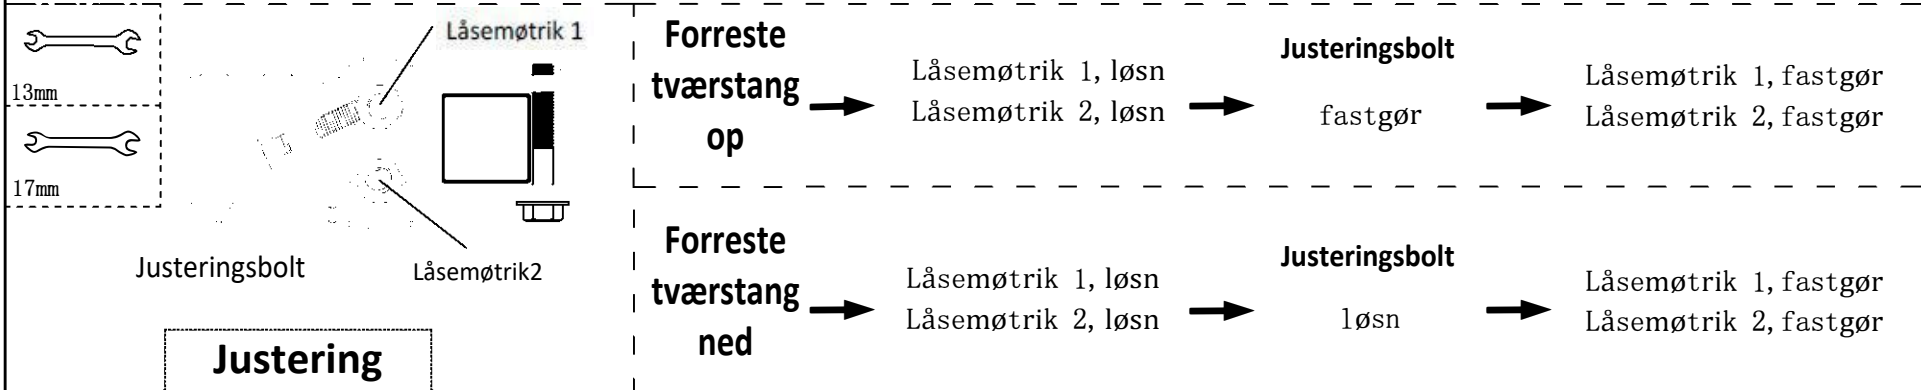 13mm
17mm
Låsemøtrik 1
Justeringsbolt
Låsemøtrik2
Justering
Forreste
tværstang
op
Låsemøtrik 1, løsn
Låsemøtrik 2, løsn
Justeringsbolt
fastgør
Låsemøtrik 1, fastgør
Låsemøtrik 2, fastgør
Forreste
tværstang
ned
Låsemøtrik 1, løsn
Låsemøtrik 2, løsn
Justeringsbolt
løsn
Låsemøtrik 1, fastgør
Låsemøtrik 2, fastgør